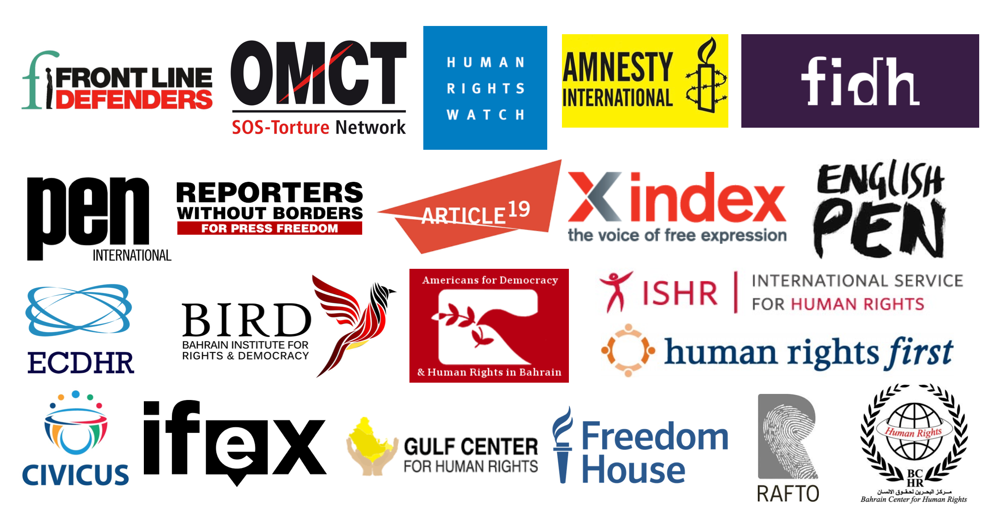 f FRONT LINE
DEFENDERS
OMCT
SOS-Torture Network
HUMAN
RIGHTS
WATCH
AMNESTY
INTERNATIONAL
fidh
pen
INTERNATIONAL
REPORTERS
WITHOUT BORDERS
FOR PRESS FREEDOM
ARTICLE 19
X index
the voice of free expression
ENGLISH
PEN
ECDHR
BIRD
BAHRAIN INSTITUTE FOR
RIGHTS & DEMOCRACY
Americans for Democracy
& Human Rights in Bahrain
ISHR
INTERNATIONAL SERVICE
FOR HUMAN RIGHTS
human rights first
CIVICUS
ifex
GULF CENTER
FOR HUMAN RIGHTS
Freedom
House
R
RAFTO
Human Rights
BC
HR
مركز البحرين لحقوق الانسان
Bahrain Center for Human Rights